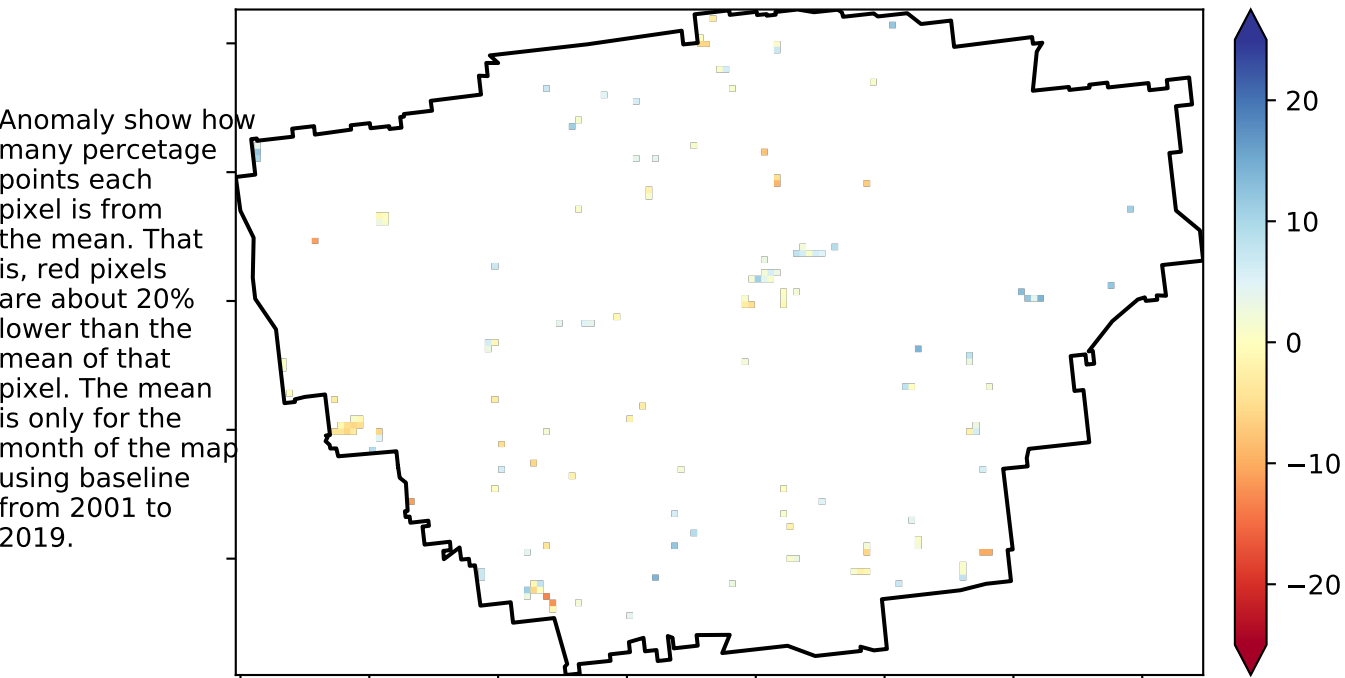 Anomaly show how
many percetage
points each
pixel is from
the mean. That
is, red pixels
are about 20%
lower than the
mean of that
pixel. The mean
is only for the
month of the map
using baseline
from 2001 to
2019.
20
10
0
−10
−20